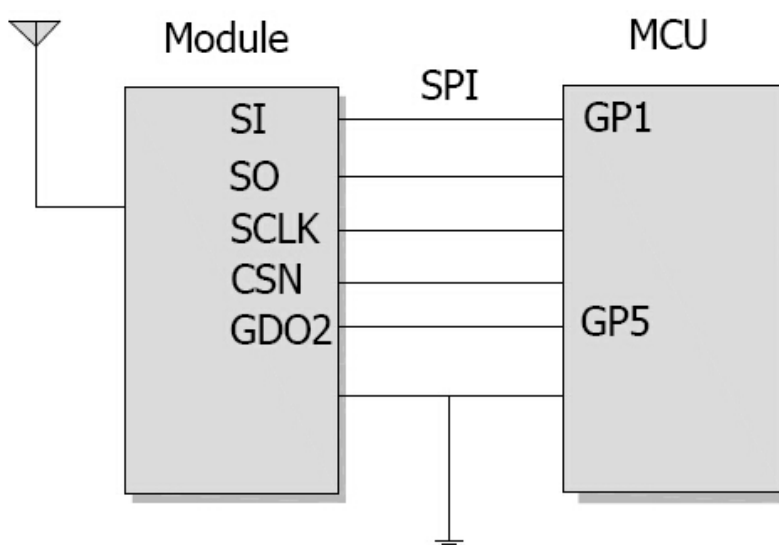 Module
MCU
SPI
SI
GP1
SO
SCLK
CSN
GDO2
GP5